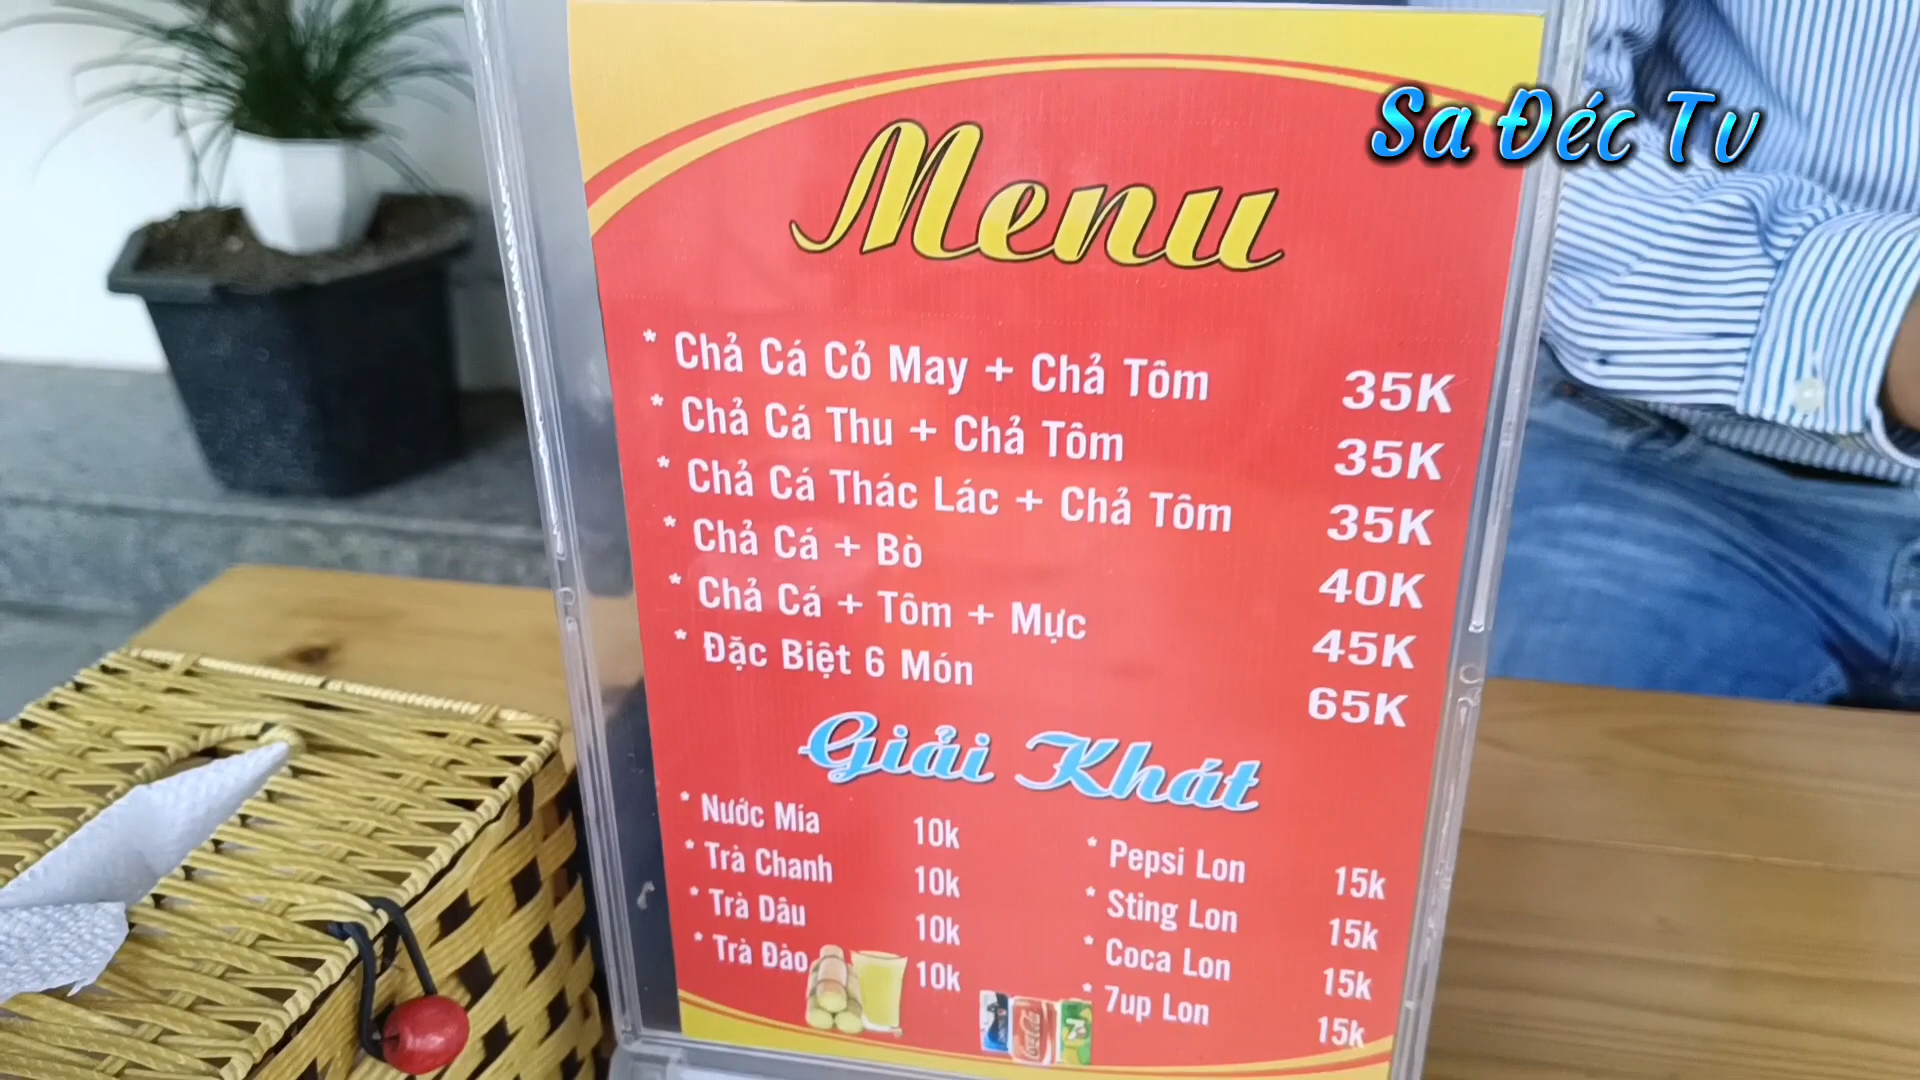 Sa Đéc Tv
Menu
* Chả Cá Cỏ May + Chả Tôm 35K
* Chả Cá Thu + Chả Tôm 35K
* Chả Cá Thác Lác + Chả Tôm 35K
* Chả Cá + Bò 40K
* Chả Cá + Tôm + Mực 45K
* Đặc Biệt 6 Món 65K
Giải Khát
* Nước Mía 10k
* Trà Chanh 10k
* Trà Dâu 10k
* Trà Đào 10k
* Pepsi Lon 15k
* Sting Lon 15k
* Coca Lon 15k
* 7up Lon 15k